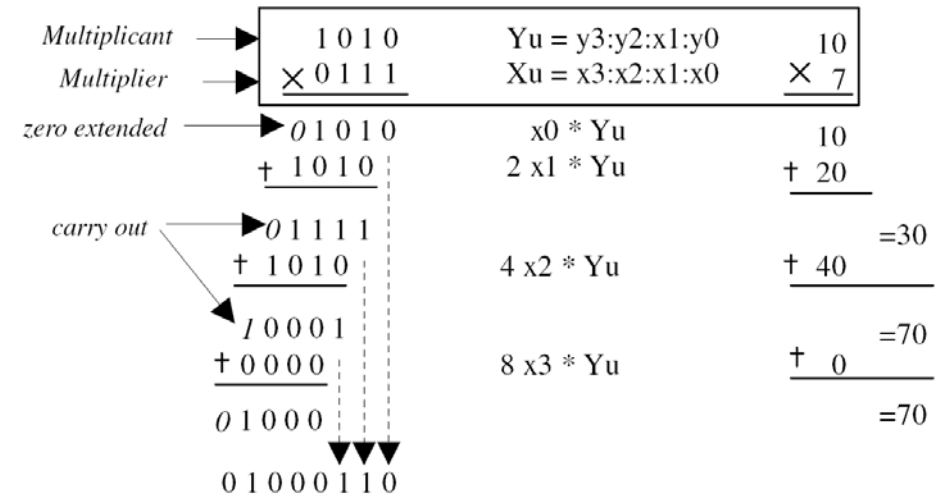 Multiplicant 1 0 1 0 Yu = y3:y2:x1:y0 10
Multiplier × 0 1 1 1 Xu = x3:x2:x1:x0 × 7
zero extended 0 1 0 1 0 x0 * Yu 10
+ 1 0 1 0 2 x1 * Yu + 20
carry out 0 1 1 1 1 =30
+ 1 0 1 0 4 x2 * Yu + 40
1 0 0 0 1 =70
+ 0 0 0 0 8 x3 * Yu + 0
0 1 0 0 0 =70
0 1 0 0 0 1 1 0